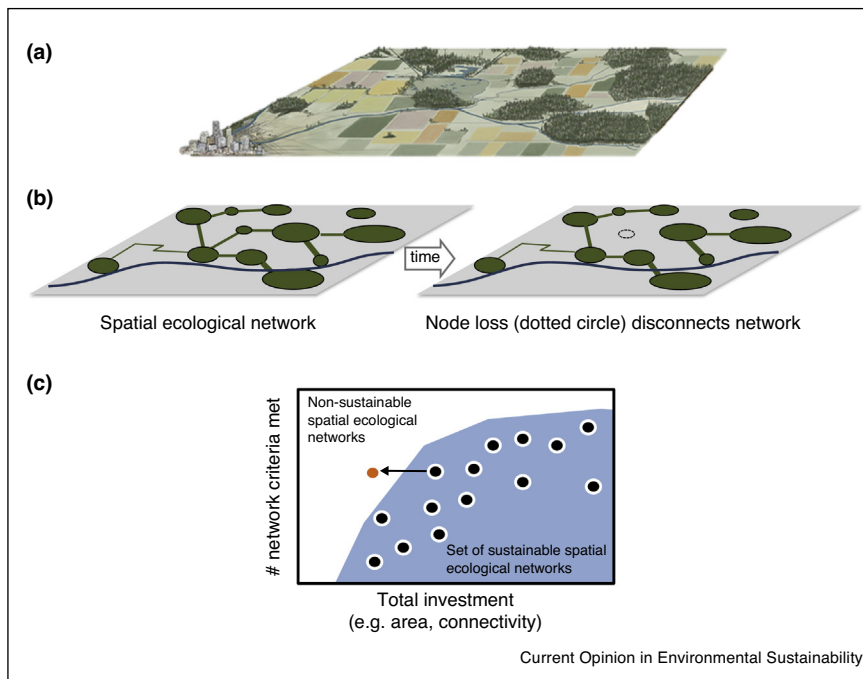 (a)
(b)
time
Spatial ecological network
Node loss (dotted circle) disconnects network
(c)
# network criteria met
Non-sustainable
spatial ecological
networks
Set of sustainable spatial
ecological networks
Total investment
(e.g. area, connectivity)
Current Opinion in Environmental Sustainability